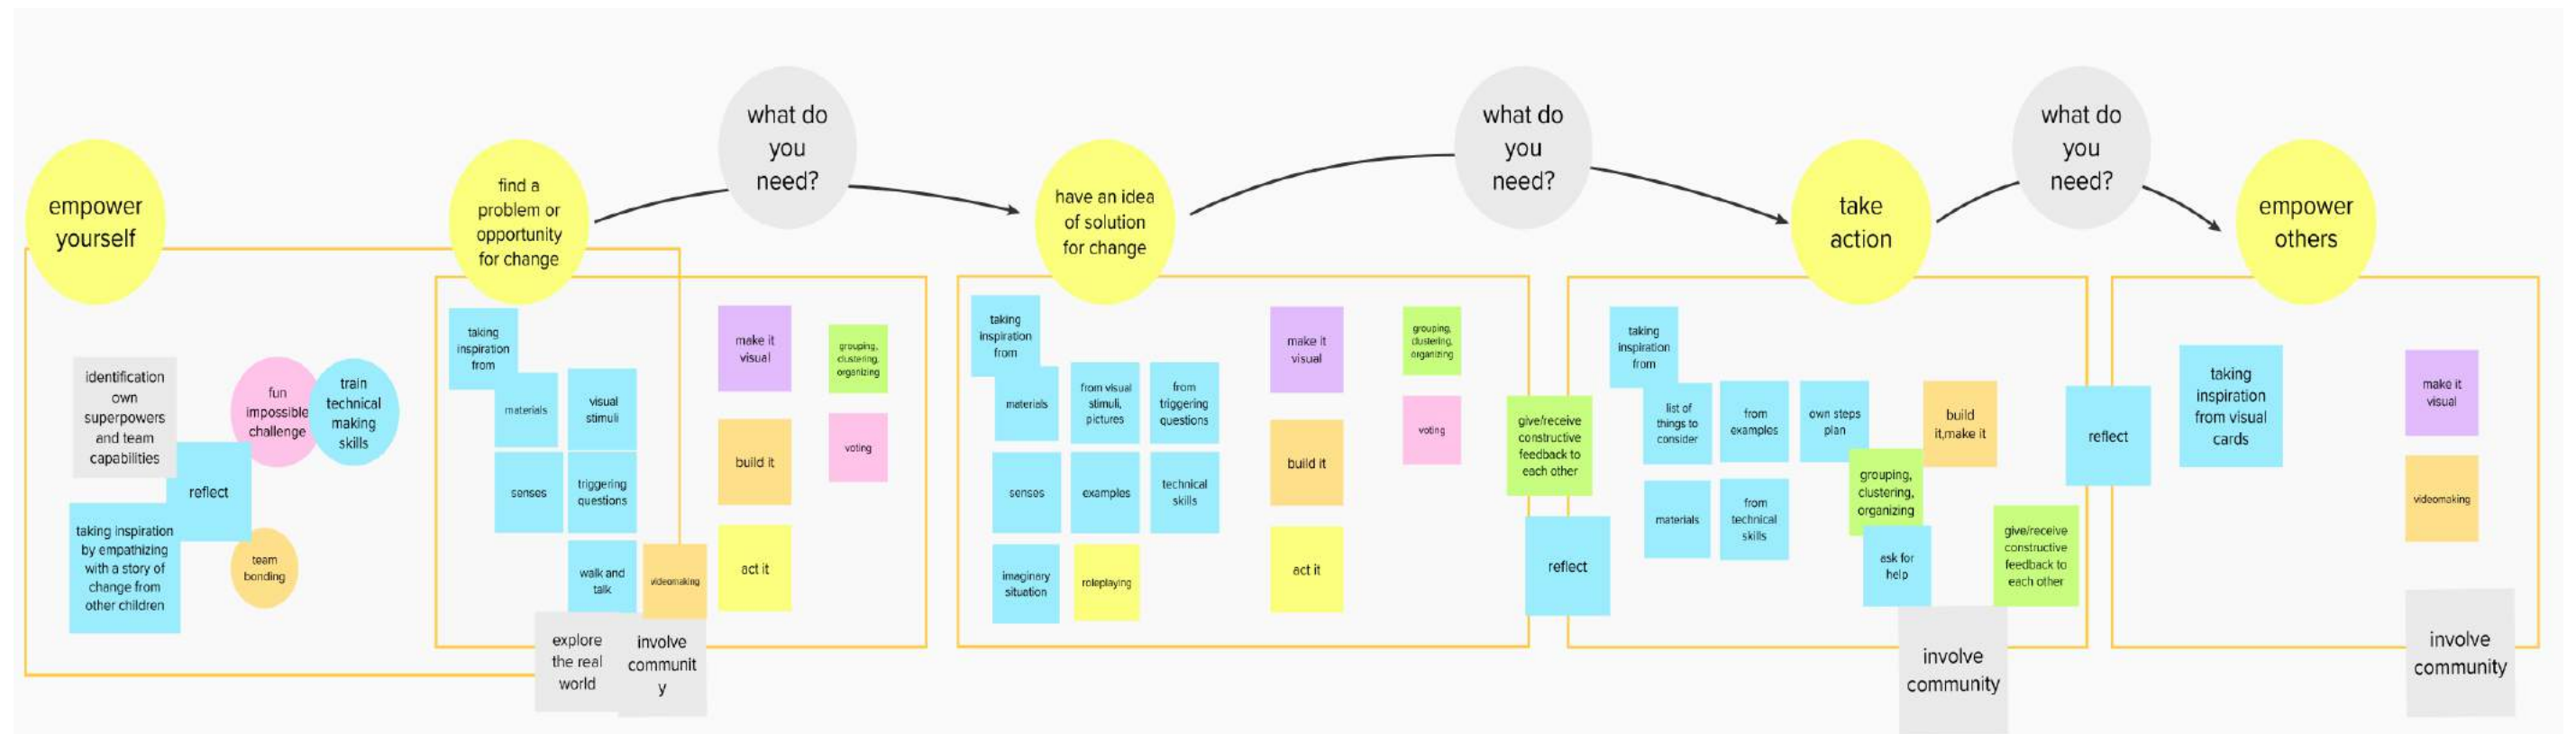 what do
you
need?
what do
you
need?
what do
you
need?
empower
yourself
find a
problem or
opportunity
for change
have an idea
of solution
for change
take
action
empower
others
identification
own
superpowers
and team
capabilities
fun
impossible
challenge
train
technical
making
skills
reflect
taking inspiration
by empathizing
with a story of
change from
other children
team
bonding
taking
inspiration
from
materials
visual
stimuli
senses
triggering
questions
walk and
talk
videomaking
explore
the real
world
involve
communit
y
make it
visual
build it
act it
grouping,
clustering,
organizing
voting
taking
inspiration
from
materials
from visual
stimuli,
pictures
from
triggering
questions
senses
examples
technical
skills
imaginary
situation
roleplaying
make it
visual
build it
act it
grouping,
clustering,
organizing
voting
give/receive
constructive
feedback to
each other
reflect
taking
inspiration
from
list of
things to
consider
from
examples
own steps
plan
build
it,make it
materials
from
technical
skills
grouping,
clustering,
organizing
ask for
help
give/receive
constructive
feedback to
each other
involve
community
reflect
taking
inspiration
from visual
cards
make it
visual
videomaking
involve
community